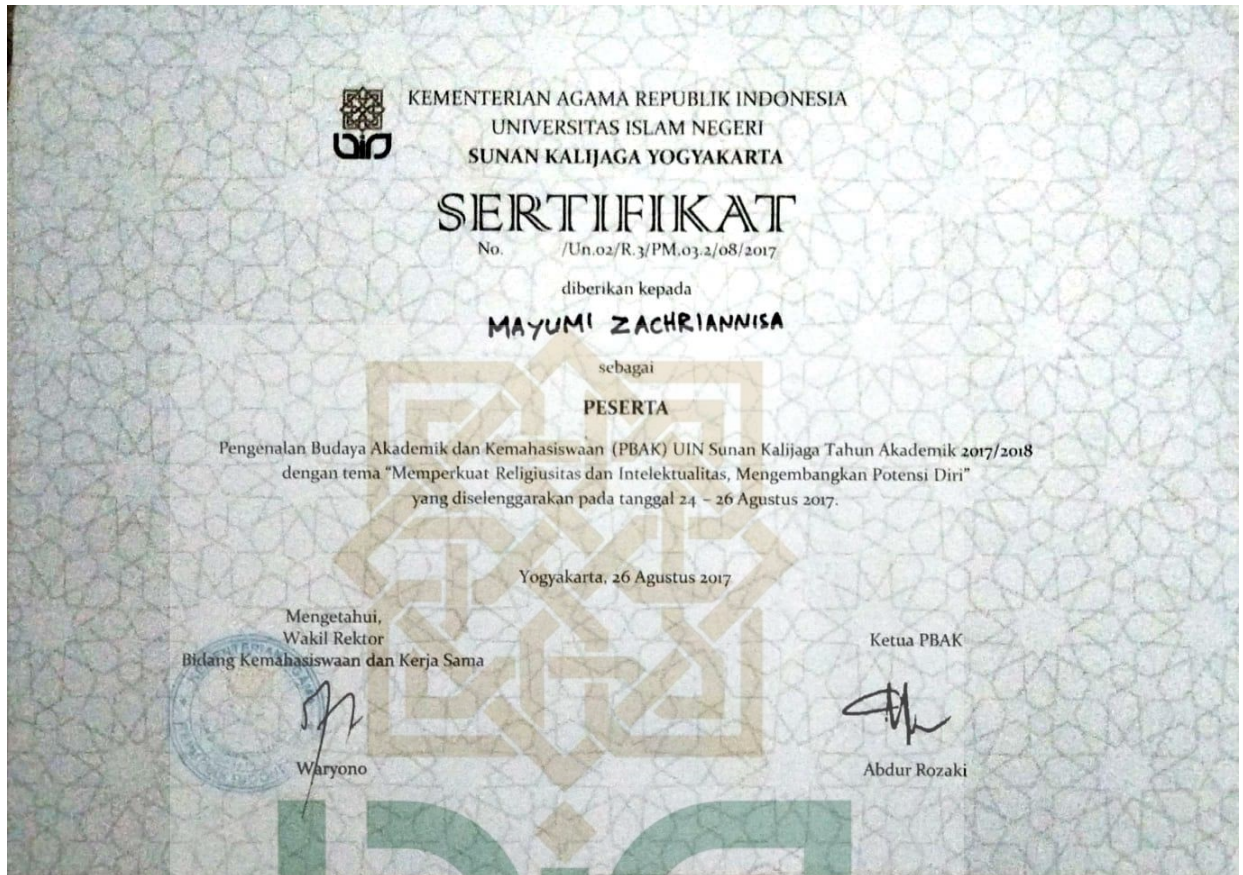 KEMENTERIAN AGAMA REPUBLIK INDONESIA
UNIVERSITAS ISLAM NEGERI
SUNAN KALIJAGA YOGYAKARTA
SERTIFIKAT
No. /Un.02/R.3/PM.03.2/08/2017
diberikan kepada
MAYUMI ZACHRIANNISA
sebagai
PESERTA
Pengenalan Budaya Akademik dan Kemahasiswaan (PBAK) UIN Sunan Kalijaga Tahun Akademik 2017/2018
dengan tema “Memperkuat Religiusitas dan Intelektualitas, Mengembangkan Potensi Diri”
yang diselenggarakan pada tanggal 24 – 26 Agustus 2017.
Yogyakarta, 26 Agustus 2017
Mengetahui,
Wakil Rektor
Bidang Kemahasiswaan dan Kerja Sama
Waryono
Ketua PBAK
Abdur Rozaki